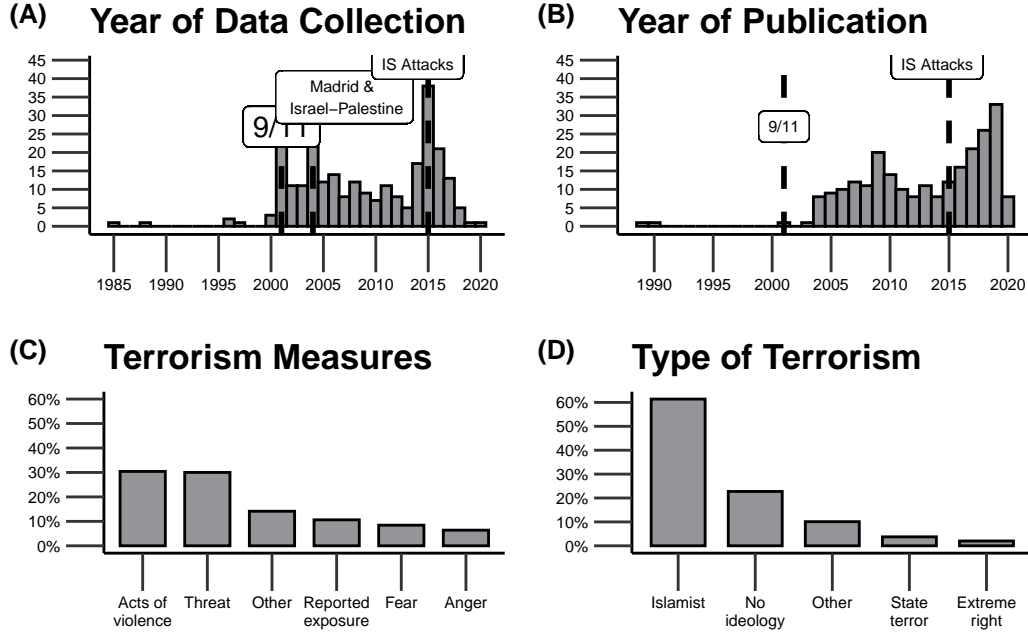 (A) Year of Data Collection
45
40
35
30
25
20
15
10
5
0
IS Attacks
Madrid &
Israel−Palestine
9/11
1985 1990 1995 2000 2005 2010 2015 2020
(B) Year of Publication
45
40
35
30
25
20
15
10
5
0
IS Attacks
9/11
1990 1995 2000 2005 2010 2015 2020
(C) Terrorism Measures
60%
50%
40%
30%
20%
10%
0%
Acts of violence
Threat
Other
Reported exposure
Fear
Anger
(D) Type of Terrorism
60%
50%
40%
30%
20%
10%
0%
Islamist
No ideology
Other
State terror
Extreme right